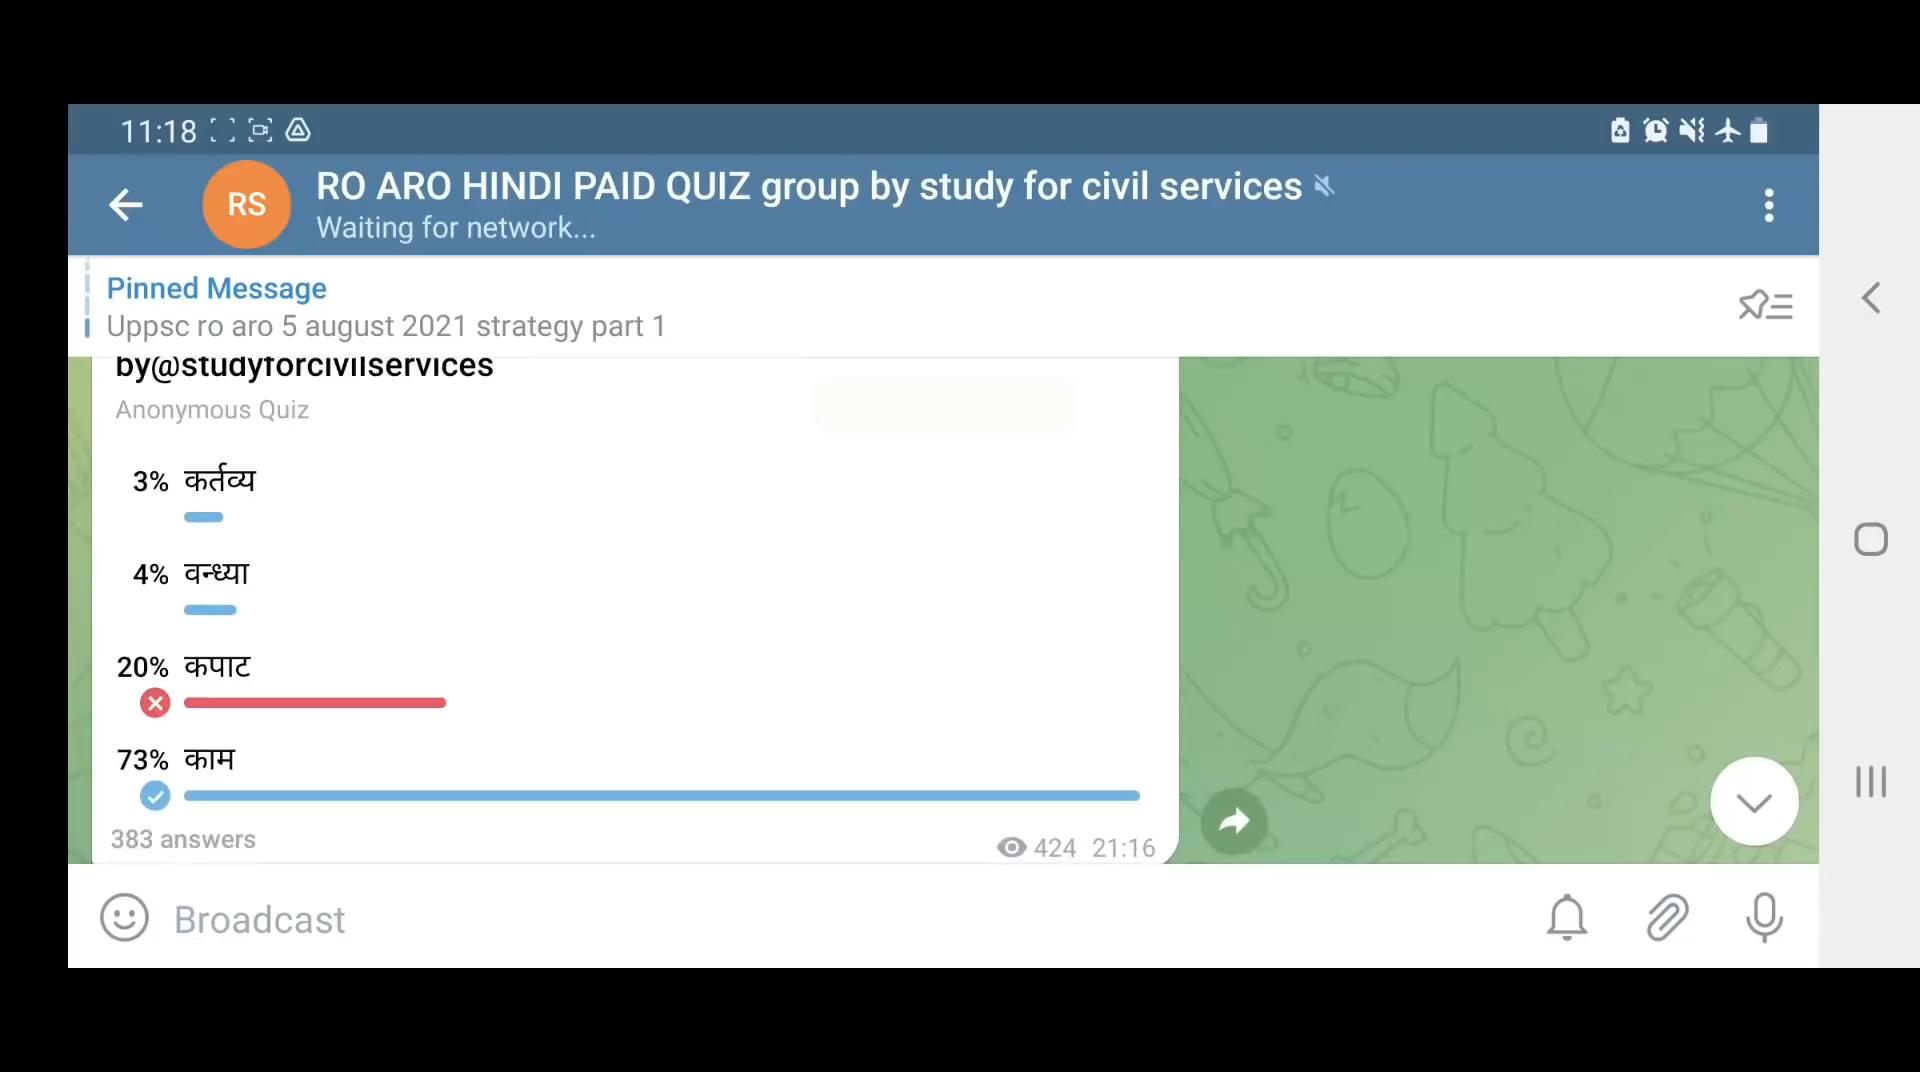 11:18
RS
RO ARO HINDI PAID QUIZ group by study for civil services
Waiting for network...
Pinned Message
Uppsc ro aro 5 august 2021 strategy part 1
by@studyforcivilservices
Anonymous Quiz
3% कर्तव्य
4% वन्ध्या
20% कपाट
73% काम
383 answers
424 21:16
Broadcast